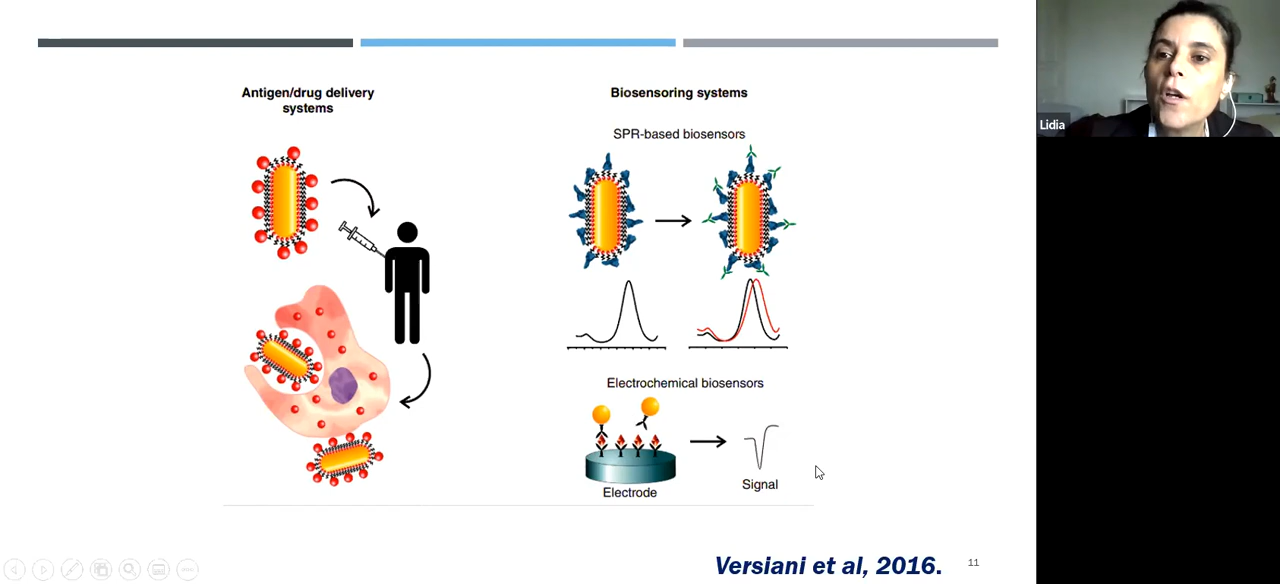 Antigen/drug delivery
systems
Biosensoring systems
SPR-based biosensors
Electrochemical biosensors
Electrode
Signal
Versiani et al, 2016.
11
Lidia